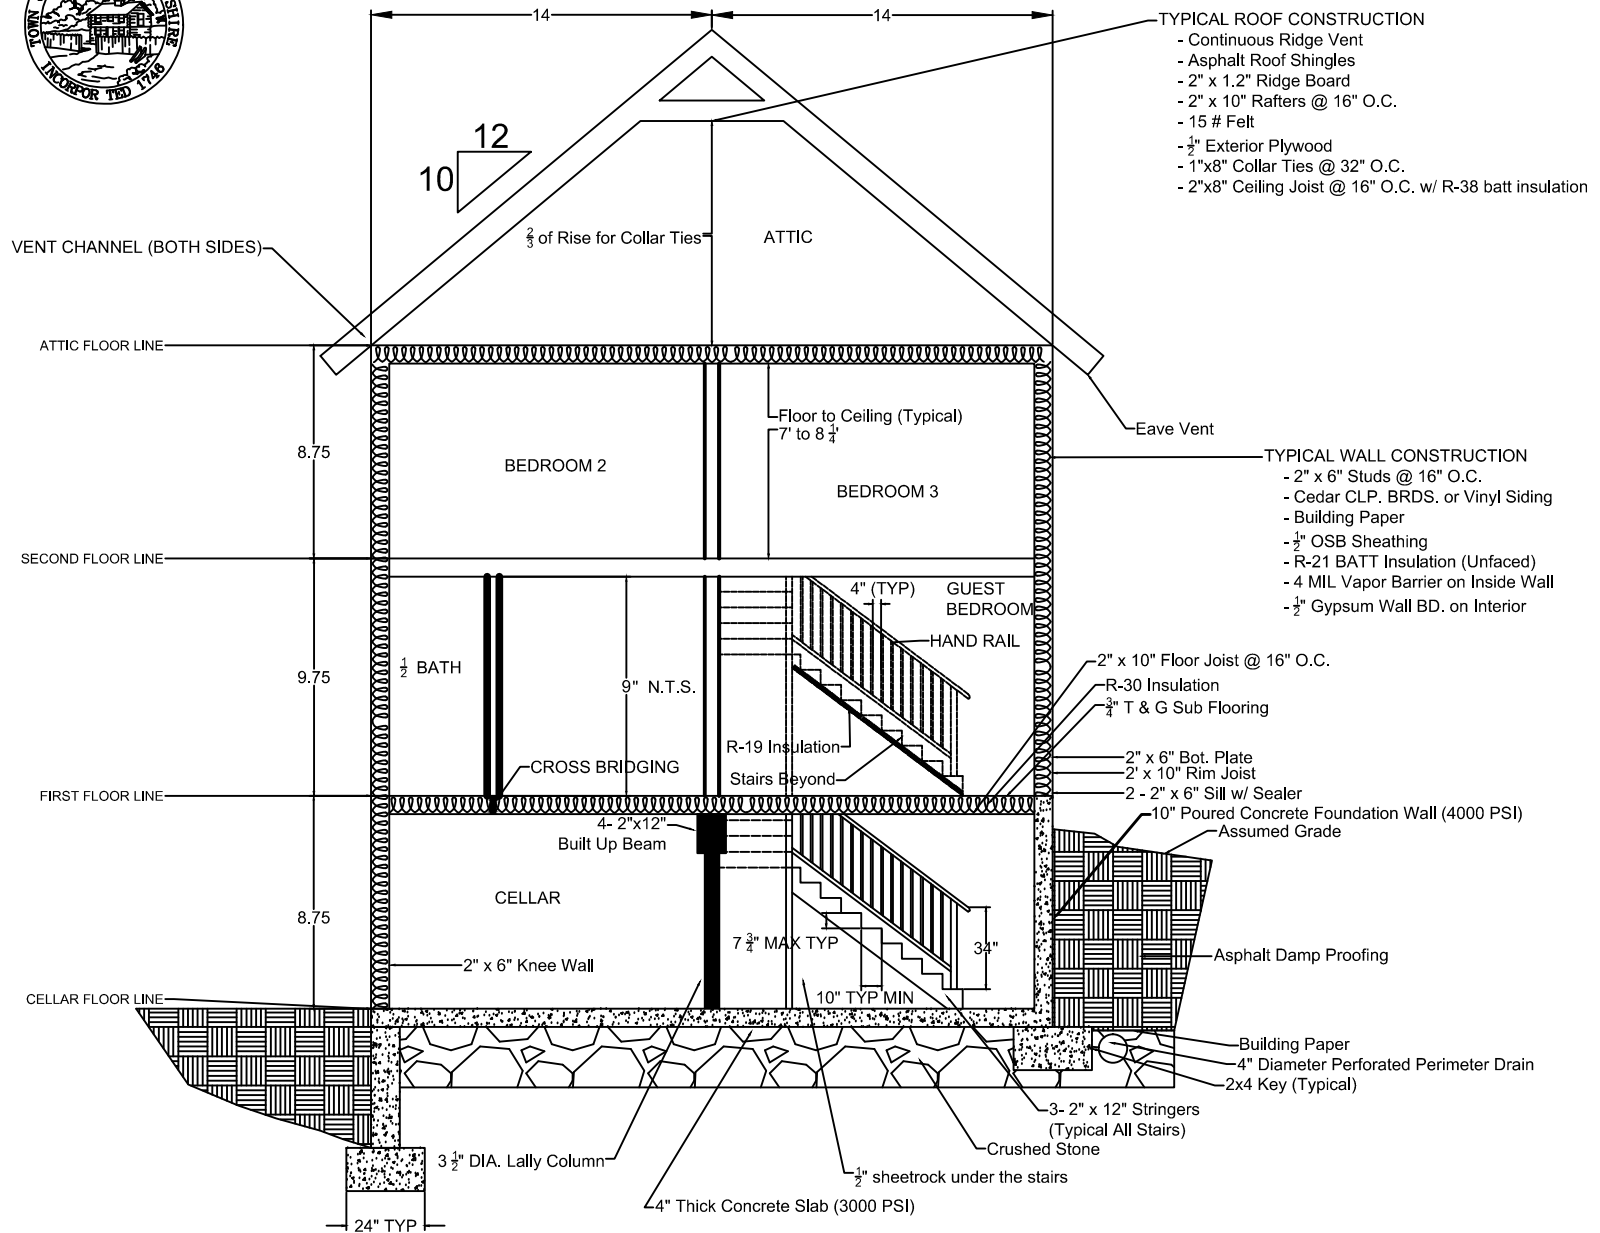 TOWN
SHIRE
INCORPOR TED 1748
14
14
TYPICAL ROOF CONSTRUCTION
- Continuous Ridge Vent
- Asphalt Roof Shingles
- 2" x 1.2" Ridge Board
- 2" x 10" Rafters @ 16" O.C.
- 15 # Felt
- 1/2" Exterior Plywood
- 1"x8" Collar Ties @ 32" O.C.
- 2"x8" Ceiling Joist @ 16" O.C. w/ R-38 batt insulation
12
10
2/3 of Rise for Collar Ties
ATTIC
VENT CHANNEL (BOTH SIDES)
ATTIC FLOOR LINE
Eave Vent
8.75
Floor to Ceiling (Typical)
7' to 8 1/4'
BEDROOM 2
BEDROOM 3
TYPICAL WALL CONSTRUCTION
- 2" x 6" Studs @ 16" O.C.
- Cedar CLP. BRDS. or Vinyl Siding
- Building Paper
- 1/2" OSB Sheathing
- R-21 BATT Insulation (Unfaced)
- 4 MIL Vapor Barrier on Inside Wall
- 1/2" Gypsum Wall BD. on Interior
SECOND FLOOR LINE
4" (TYP)
GUEST
BEDROOM
HAND RAIL
1/2 BATH
9.75
9" N.T.S.
R-19 Insulation
Stairs Beyond
CROSS BRIDGING
2" x 10" Floor Joist @ 16" O.C.
R-30 Insulation
3/4" T & G Sub Flooring
2" x 6" Bot. Plate
2' x 10" Rim Joist
2 - 2" x 6" Sill w/ Sealer
10" Poured Concrete Foundation Wall (4000 PSI)
Assumed Grade
FIRST FLOOR LINE
4- 2"x12"
Built Up Beam
CELLAR
8.75
7 3/4" MAX TYP
34"
10" TYP MIN
2" x 6" Knee Wall
Asphalt Damp Proofing
CELLAR FLOOR LINE
Building Paper
4" Diameter Perforated Perimeter Drain
2x4 Key (Typical)
3- 2" x 12" Stringers
(Typical All Stairs)
Crushed Stone
3 1/2" DIA. Lally Column
1/2" sheetrock under the stairs
4" Thick Concrete Slab (3000 PSI)
24" TYP